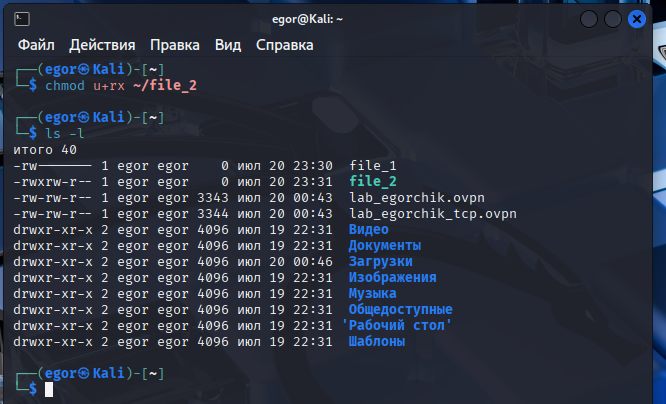 egor@Kali: ~
Файл Действия Правка Вид Справка
┌──(egor㉿Kali)-[~]
└─$ chmod u+rx ~/file_2
┌──(egor㉿Kali)-[~]
└─$ ls -l
итого 40
-rw------- 1 egor egor    0 июл 20 23:30  file_1
-rwxrw-r-- 1 egor egor    0 июл 20 23:31  file_2
-rw-rw-r-- 1 egor egor 3343 июл 20 00:43  lab_egorchik.ovpn
-rw-rw-r-- 1 egor egor 3344 июл 20 00:43  lab_egorchik_tcp.ovpn
drwxr-xr-x 2 egor egor 4096 июл 19 22:31  Видео
drwxr-xr-x 2 egor egor 4096 июл 19 22:31  Документы
drwxr-xr-x 2 egor egor 4096 июл 20 00:46  Загрузки
drwxr-xr-x 2 egor egor 4096 июл 19 22:31  Изображения
drwxr-xr-x 2 egor egor 4096 июл 19 22:31  Музыка
drwxr-xr-x 2 egor egor 4096 июл 19 22:31  Общедоступные
drwxr-xr-x 2 egor egor 4096 июл 19 22:31 'Рабочий стол'
drwxr-xr-x 2 egor egor 4096 июл 19 22:31  Шаблоны
┌──(egor㉿Kali)-[~]
└─$